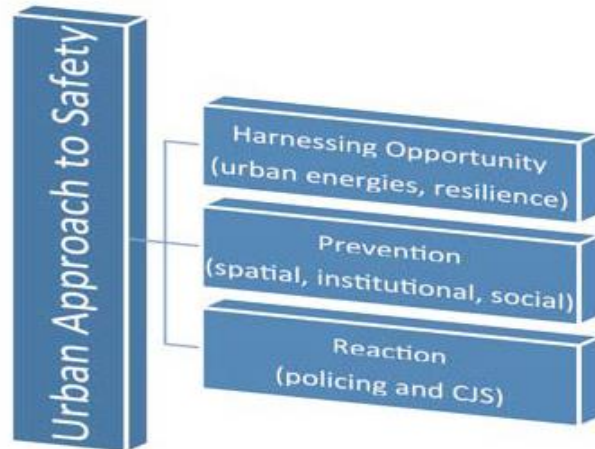 Urban Approach to Safety
Harnessing Opportunity
(urban energies, resilience)
Prevention
(spatial, institutional, social)
Reaction
(policing and CJS)